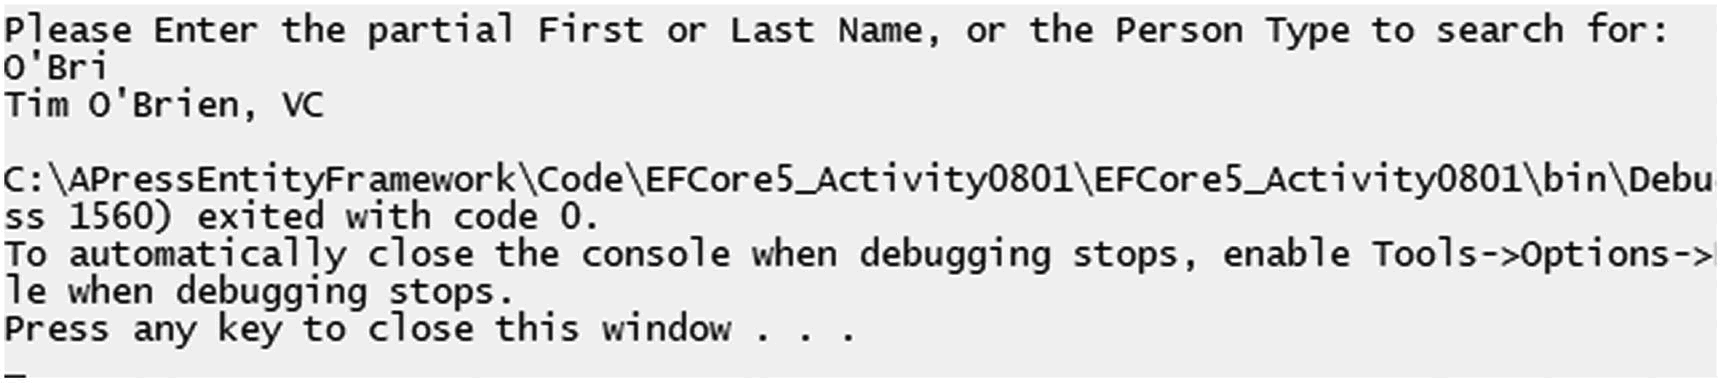 Please Enter the partial First or Last Name, or the Person Type to search for:
O'Bri
Tim O'Brien, VC
C:\APressEntityFramework\Code\EFCore5_Activity0801\EFCore5_Activity0801\bin\Debu
ss 1560) exited with code 0.
To automatically close the console when debugging stops, enable Tools->Options->
le when debugging stops.
Press any key to close this window . . .